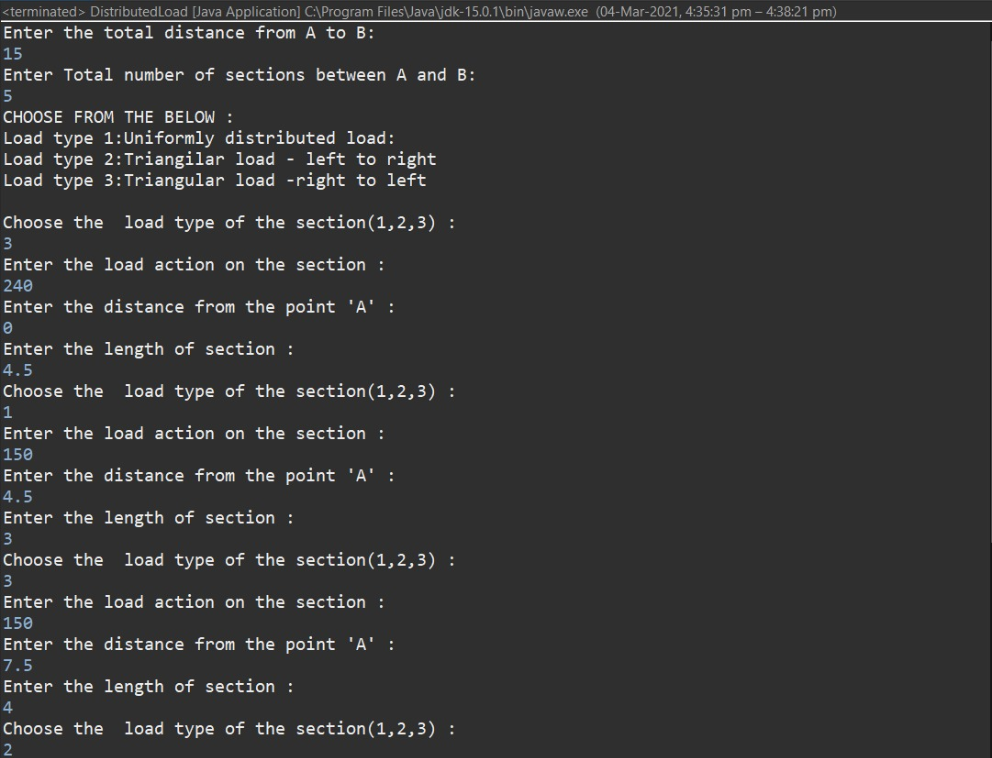 <terminated> DistributedLoad [Java Application] C:\Program Files\Java\jdk-15.0.1\bin\javaw.exe (04-Mar-2021, 4:35:31 pm – 4:38:21 pm)
Enter the total distance from A to B:
15
Enter Total number of sections between A and B:
5
CHOOSE FROM THE BELOW :
Load type 1:Uniformly distributed load:
Load type 2:Triangilar load - left to right
Load type 3:Triangular load -right to left
Choose the  load type of the section(1,2,3) :
3
Enter the load action on the section :
240
Enter the distance from the point 'A' :
0
Enter the length of section :
4.5
Choose the  load type of the section(1,2,3) :
1
Enter the load action on the section :
150
Enter the distance from the point 'A' :
4.5
Enter the length of section :
3
Choose the  load type of the section(1,2,3) :
3
Enter the load action on the section :
150
Enter the distance from the point 'A' :
7.5
Enter the length of section :
4
Choose the  load type of the section(1,2,3) :
2